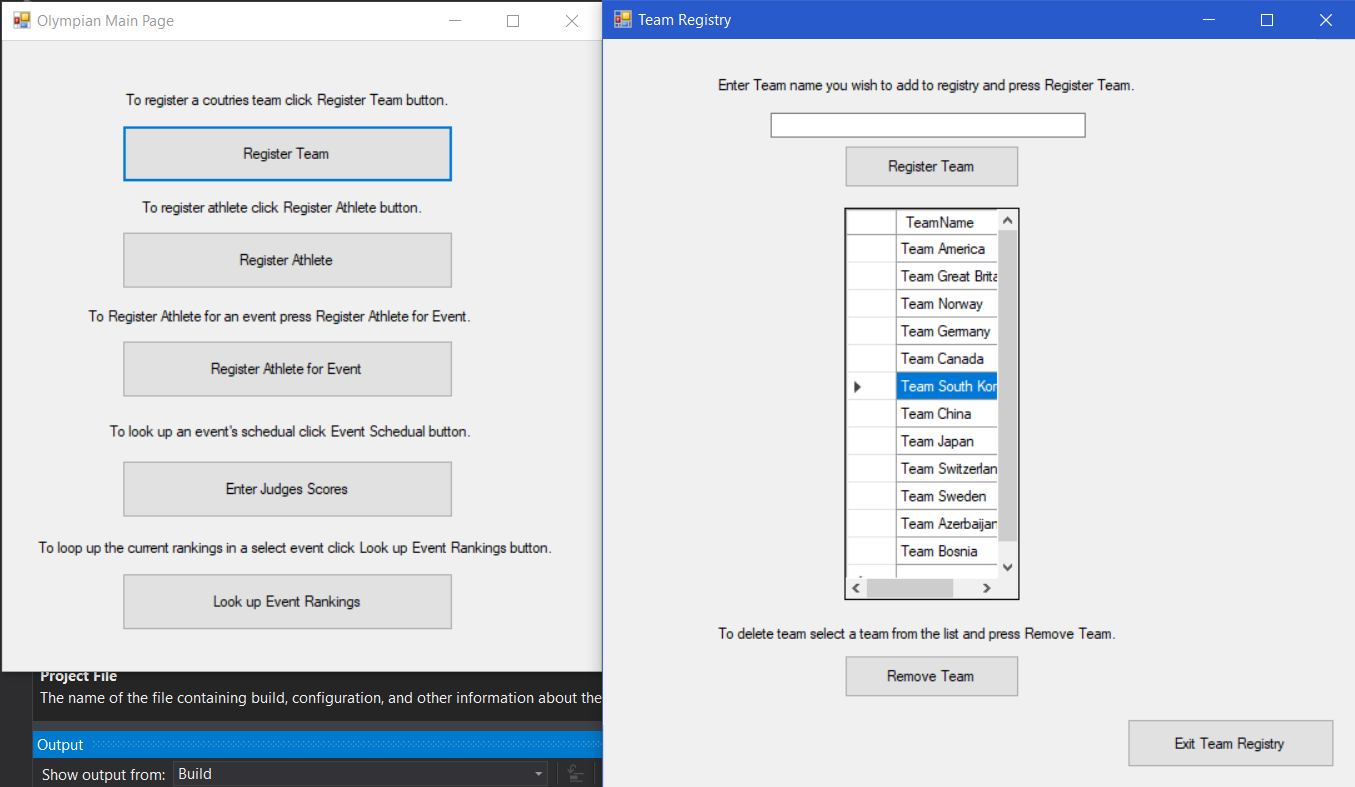 Olympian Main Page
To register a coutries team click Register Team button.
Register Team
To register athlete click Register Athlete button.
Register Athlete
To Register Athlete for an event press Register Athlete for Event.
Register Athlete for Event
To look up an event's schedual click Event Schedual button.
Enter Judges Scores
To loop up the current rankings in a select event click Look up Event Rankings button.
Look up Event Rankings
Project File
The name of the file containing build, configuration, and other information about the
Output
Show output from: Build
Team Registry
Enter Team name you wish to add to registry and press Register Team.
Register Team
TeamName
Team America
Team Great Brita
Team Norway
Team Germany
Team Canada
Team South Kor
Team China
Team Japan
Team Switzerlan
Team Sweden
Team Azerbaijan
Team Bosnia
To delete team select a team from the list and press Remove Team.
Remove Team
Exit Team Registry